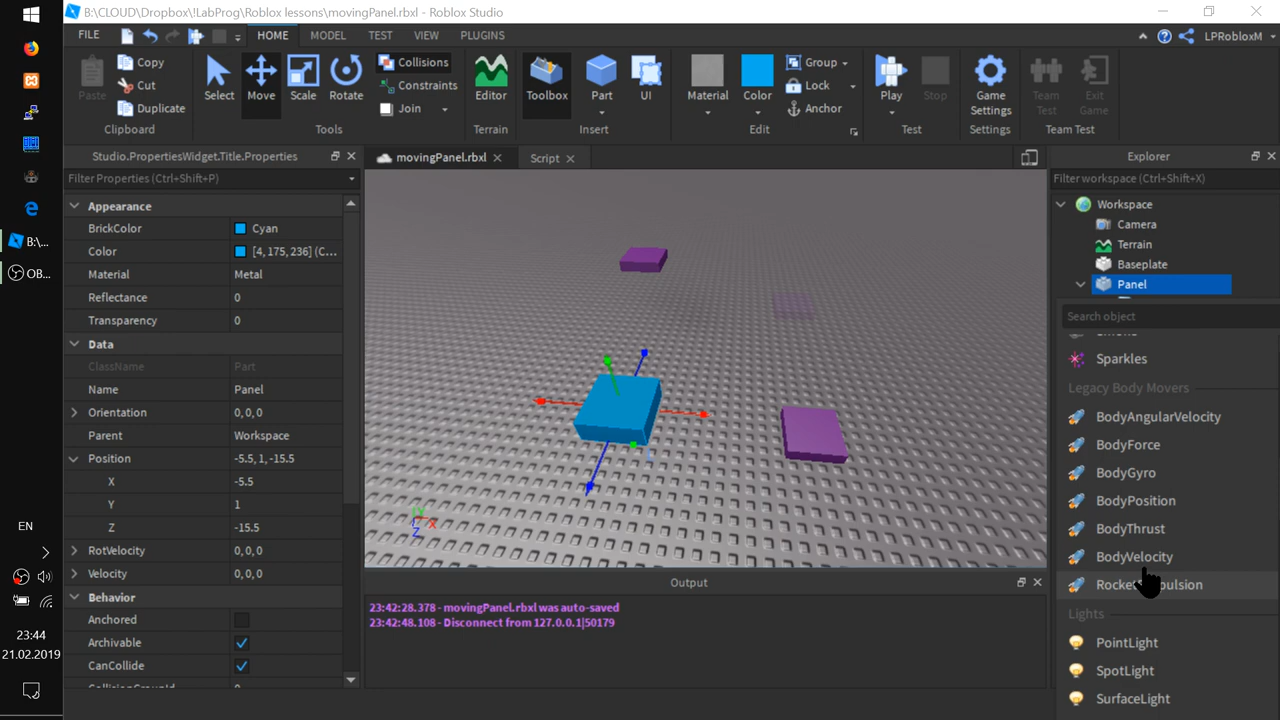 B:\CLOUD\Dropbox\!LabProg\Roblox lessons\movingPanel.rbxl - Roblox Studio
FILE HOME MODEL TEST VIEW PLUGINS LPRobloxM
Paste Copy Cut Duplicate
Clipboard
Select Move Scale Rotate
Collisions
Constraints
Join
Tools
Editor
Terrain
Toolbox Part UI
Insert
Material Color
Group
Lock
Anchor
Edit
Play Stop
Test
Game Settings
Settings
Team Test
Exit Game
Team Test
Studio.PropertiesWidget.Title.Properties
Filter Properties (Ctrl+Shift+P)
Appearance
BrickColor Cyan
Color [4, 175, 236] (C...
Material Metal
Reflectance 0
Transparency 0
Data
ClassName Part
Name Panel
Orientation 0, 0, 0
Parent Workspace
Position -5.5, 1, -15.5
X -5.5
Y 1
Z -15.5
RotVelocity 0, 0, 0
Velocity 0, 0, 0
Behavior
Anchored
Archivable
CanCollide
movingPanel.rbxl
Script
Y
X
Z
Output
23:42:28.378 - movingPanel.rbxl was auto-saved
23:42:48.108 - Disconnect from 127.0.0.1|50179
Explorer
Filter workspace (Ctrl+Shift+X)
Workspace
Camera
Terrain
Baseplate
Panel
Search object
Sparkles
Legacy Body Movers
BodyAngularVelocity
BodyForce
BodyGyro
BodyPosition
BodyThrust
BodyVelocity
Lights
PointLight
SpotLight
SurfaceLight
B:\...
OB...
EN
23:44
21.02.2019